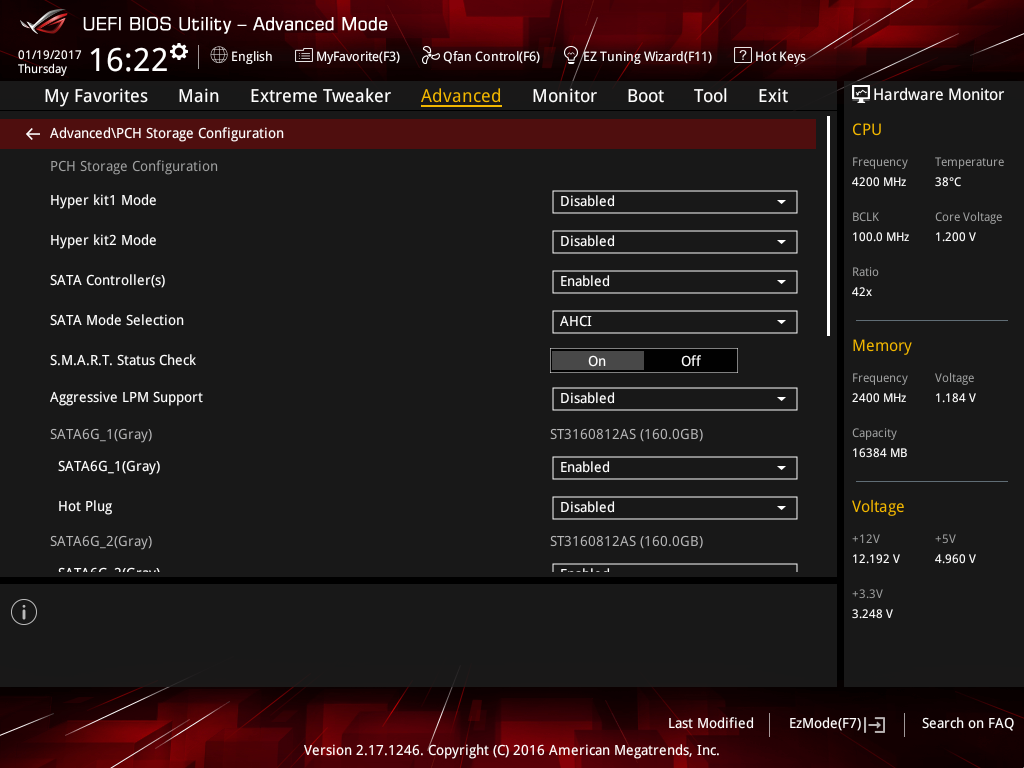 UEFI BIOS Utility – Advanced Mode
01/19/2017
Thursday
16:22
English
MyFavorite(F3)
Qfan Control(F6)
EZ Tuning Wizard(F11)
? Hot Keys
My Favorites Main Extreme Tweaker Advanced Monitor Boot Tool Exit
Advanced\PCH Storage Configuration
PCH Storage Configuration
Hyper kit1 Mode Disabled
Hyper kit2 Mode Disabled
SATA Controller(s) Enabled
SATA Mode Selection AHCI
S.M.A.R.T. Status Check On Off
Aggressive LPM Support Disabled
SATA6G_1(Gray) ST3160812AS (160.0GB)
SATA6G_1(Gray) Enabled
Hot Plug Disabled
SATA6G_2(Gray) ST3160812AS (160.0GB)
SATA6G_2(Gray) Enabled
Hardware Monitor
CPU
Frequency Temperature
4200 MHz 38°C
BCLK Core Voltage
100.0 MHz 1.200 V
Ratio
42x
Memory
Frequency Voltage
2400 MHz 1.184 V
Capacity
16384 MB
Voltage
+12V +5V
12.192 V 4.960 V
+3.3V
3.248 V
Last Modified
EzMode(F7)
Search on FAQ
Version 2.17.1246. Copyright (C) 2016 American Megatrends, Inc.